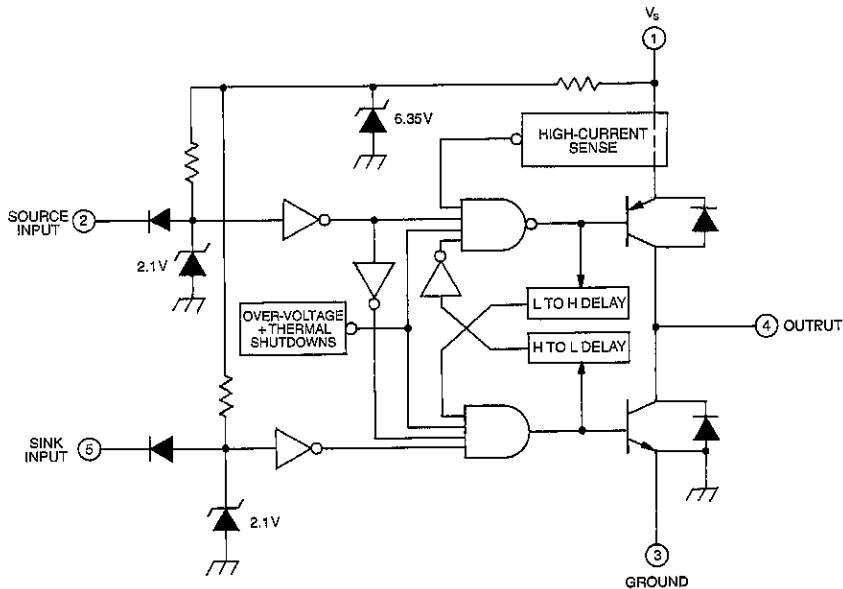 Vs
1
6.35V
HIGH-CURRENT
SENSE
SOURCE
INPUT
2
2.1V
OVER-VOLTAGE
+ THERMAL
SHUTDOWNS
L TO H DELAY
H TO L DELAY
4
OUTRUT
SINK
INPUT
5
2.1V
3
GROUND